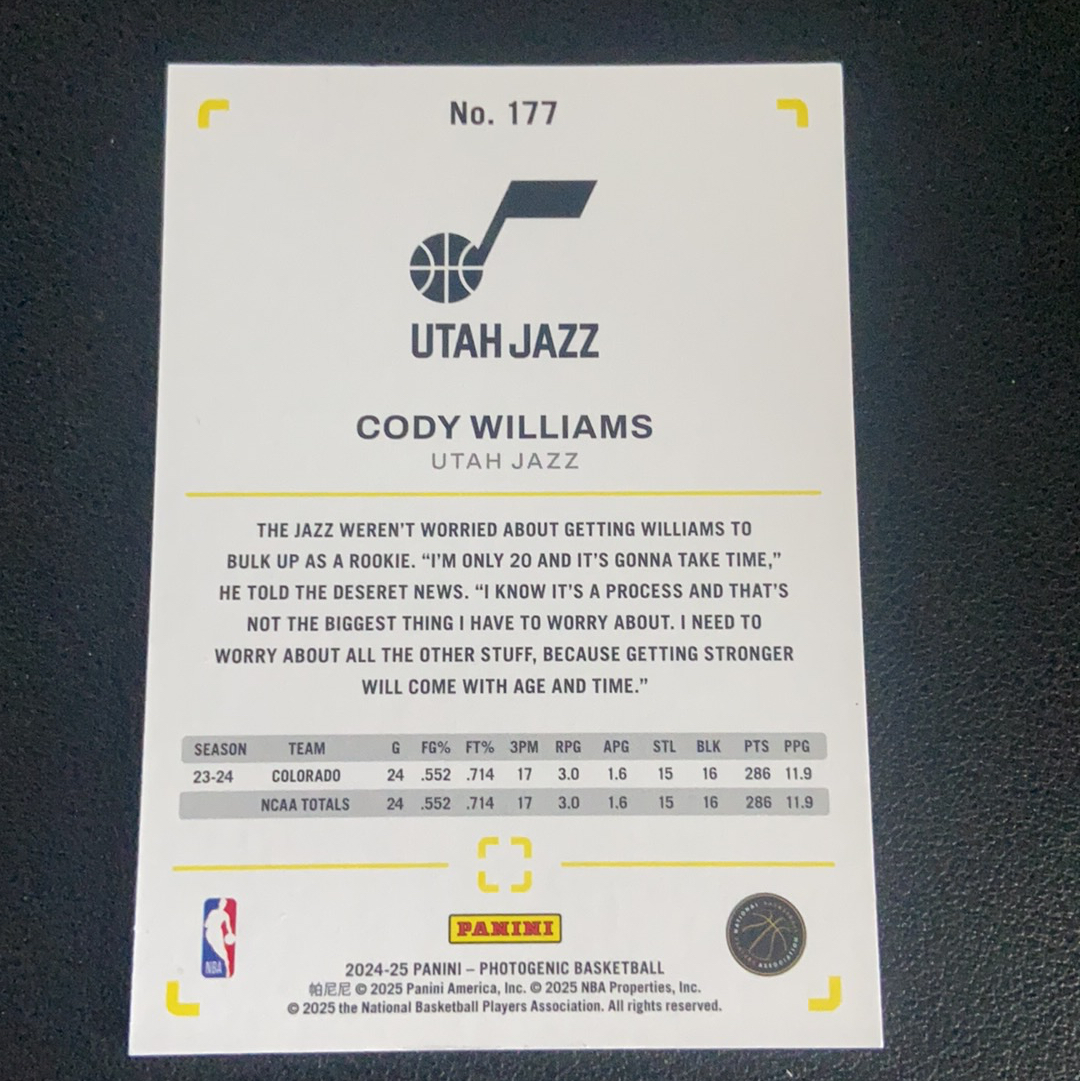 No. 177
UTAH JAZZ
CODY WILLIAMS
UTAH JAZZ
THE JAZZ WEREN'T WORRIED ABOUT GETTING WILLIAMS TO
BULK UP AS A ROOKIE. “I'M ONLY 20 AND IT'S GONNA TAKE TIME,”
HE TOLD THE DESERET NEWS. “I KNOW IT'S A PROCESS AND THAT'S
NOT THE BIGGEST THING I HAVE TO WORRY ABOUT. I NEED TO
WORRY ABOUT ALL THE OTHER STUFF, BECAUSE GETTING STRONGER
WILL COME WITH AGE AND TIME.”
SEASON TEAM G FG% FT% 3PM RPG APG STL BLK PTS PPG
23-24 COLORADO 24 .552 .714 17 3.0 1.6 15 16 286 11.9
NCAA TOTALS 24 .552 .714 17 3.0 1.6 15 16 286 11.9
NBA
PANINI
NATIONAL BASKETBALL
ASSOCIATION
2024-25 PANINI – PHOTOGENIC BASKETBALL
帕尼尼 © 2025 Panini America, Inc. © 2025 NBA Properties, Inc.
© 2025 the National Basketball Players Association. All rights reserved.